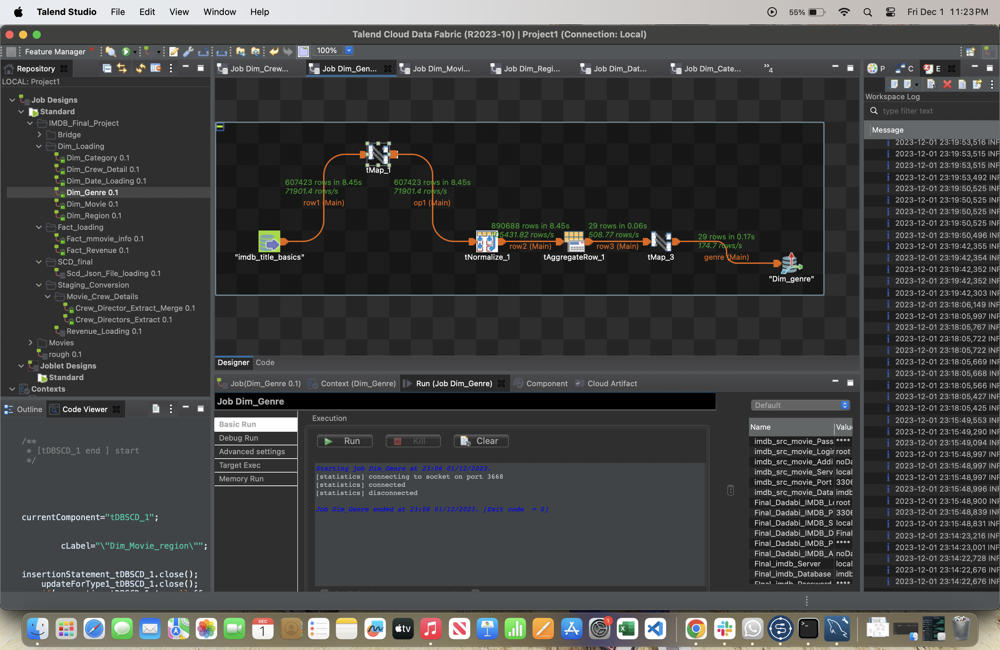 Talend Studio File Edit View Window Help
55% Fri Dec 1 11:23 PM
Talend Cloud Data Fabric (R2023-10) | Project1 (Connection: Local)
Feature Manager
100%
Repository
LOCAL: Project1
Job Designs
Standard
IMDB_Final_Project
Bridge
Dim_Loading
Dim_Category 0.1
Dim_Crew_Detail 0.1
Dim_Date_Loading 0.1
Dim_Genre 0.1
Dim_Movie 0.1
Dim_Region 0.1
Fact_loading
Fact_mmovie_info 0.1
Fact_Revenue 0.1
SCD_final
Scd_Json_File_loading 0.1
Staging_Conversion
Movie_Crew_Details
Crew_Director_Extract_Merge 0.1
Crew_Directors_Extract 0.1
Revenue_Loading 0.1
Movies
rough 0.1
Joblet Designs
Standard
Contexts
Outline Code Viewer
/**
* [tDBSCD_1 end ] start
*/
currentComponent="tDBSCD_1";
cLabel="\"Dim_Movie_region\"";
insertionStatement_tDBSCD_1.close();
updateForType1_tDBSCD_1.close();
Job Dim_Crew... Job Dim_Gen... Job Dim_Movi... Job Dim_Regi... Job Dim_Dat... Job Dim_Cate... »4
tMap_1
607423 rows in 8.45s
71901.4 rows/s
row1 (Main)
607423 rows in 8.45s
71901.4 rows/s
op1 (Main)
"imdb_title_basics"
tNormalize_1
890688 rows in 8.45s
105431.82 rows/s
row2 (Main)
tAggregateRow_1
29 rows in 0.06s
508.77 rows/s
row3 (Main)
tMap_3
29 rows in 0.17s
174.7 rows/s
genre (Main)
"Dim_genre"
Designer Code
Job(Dim_Genre 0.1) Context (Dim_Genre) Run (Job Dim_Genre) Component Cloud Artifact
Job Dim_Genre
Basic Run
Debug Run
Advanced settings
Target Exec
Memory Run
Execution
Run Kill Clear
Starting job Dim_Genre at 23:06 01/12/2023.
[statistics] connecting to socket on port 3668
[statistics] connected
[statistics] disconnected
Job Dim_Genre ended at 23:06 01/12/2023. [Exit code  = 0]
Default
Name Value
imdb_src_movie_Pass ****
imdb_src_movie_Login root
imdb_src_movie_Addi noDa
imdb_src_movie_Serv local
imdb_src_movie_Port 3306
imdb_src_movie_Data imdb
Final_Dadabi_IMDB_Lo root
Final_Dadabi_IMDB_P 3306
Final_Dadabi_IMDB_S local
Final_Dadabi_IMDB_D Final
Final_Dadabi_IMDB_P ****
Final_Dadabi_IMDB_A noDa
FInal_imdb_Server local
FInal_imdb_Database imdb
FInal_imdb_Password ****
P C E
Workspace Log
type filter text
Message
2023-12-01 23:19:53,516 INF
2023-12-01 23:19:53,515 INF
2023-12-01 23:19:53,515 INF
2023-12-01 23:19:53,492 INF
2023-12-01 23:19:50,525 INF
2023-12-01 23:19:50,525 INF
2023-12-01 23:19:50,525 INF
2023-12-01 23:19:50,525 INF
2023-12-01 23:19:50,496 INF
2023-12-01 23:19:42,355 INF
2023-12-01 23:19:42,354 INF
2023-12-01 23:19:42,352 INF
2023-12-01 23:19:42,352 INF
2023-12-01 23:19:42,303 INF
2023-12-01 23:18:06,149 INF
2023-12-01 23:18:05,997 INF
2023-12-01 23:18:05,767 INF
2023-12-01 23:18:05,722 INF
2023-12-01 23:18:05,722 INF
2023-12-01 23:18:05,669 INF
2023-12-01 23:18:05,668 INF
2023-12-01 23:18:05,566 INF
2023-12-01 23:18:05,427 INF
2023-12-01 23:18:05,425 INF
2023-12-01 23:15:49,553 INF
2023-12-01 23:15:49,290 INF
2023-12-01 23:15:49,094 INF
2023-12-01 23:15:48,997 INF
2023-12-01 23:15:48,997 INF
2023-12-01 23:15:48,997 INF
2023-12-01 23:15:48,996 INF
2023-12-01 23:15:48,900 INF
2023-12-01 23:15:48,839 INF
2023-12-01 23:15:48,831 INF
2023-12-01 23:14:23,216 INF
2023-12-01 23:14:23,001 INF
2023-12-01 23:14:22,728 INF
2023-12-01 23:14:22,676 INF
2023-12-01 23:14:22,676 INF
DEC
1
tv
1